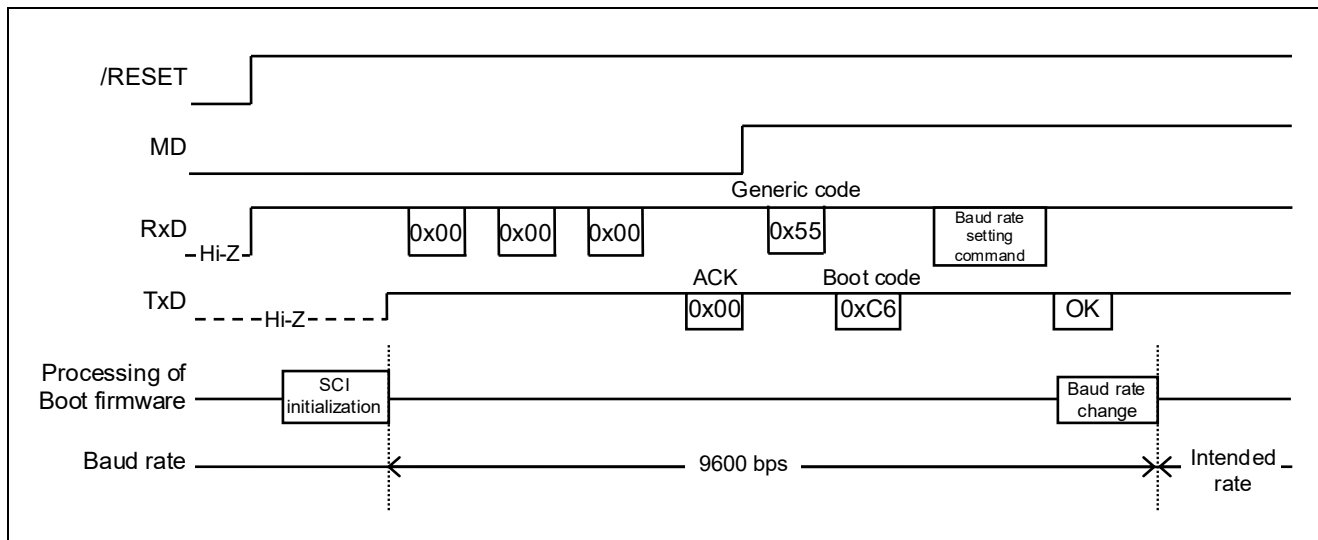 /RESET
MD
Generic code
RxD
Hi-Z
0x00
0x00
0x00
0x55
Baud rate
setting
command
ACK
Boot code
TxD
Hi-Z
0x00
0xC6
OK
Processing of
Boot firmware
SCI
initialization
Baud rate
change
Baud rate
9600 bps
Intended
rate